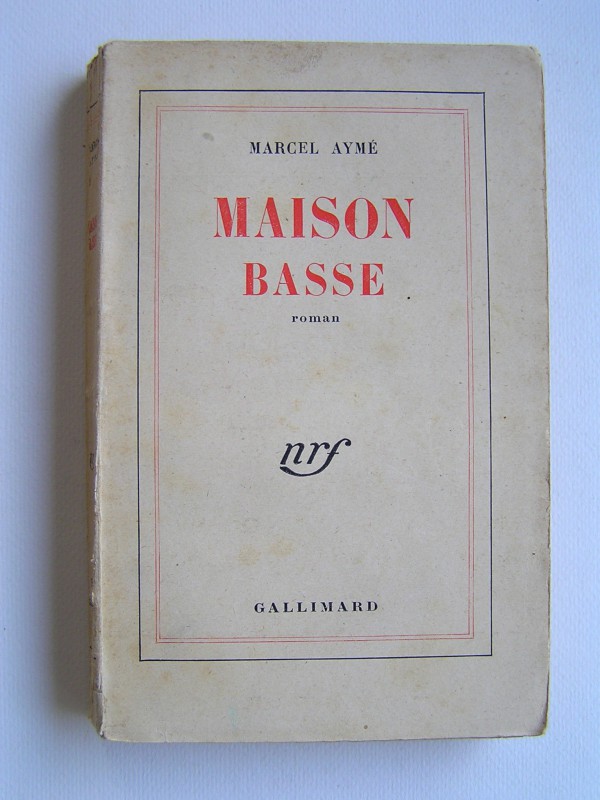 MARCEL AYMÉ
MAISON
BASSE
roman
nrf
GALLIMARD